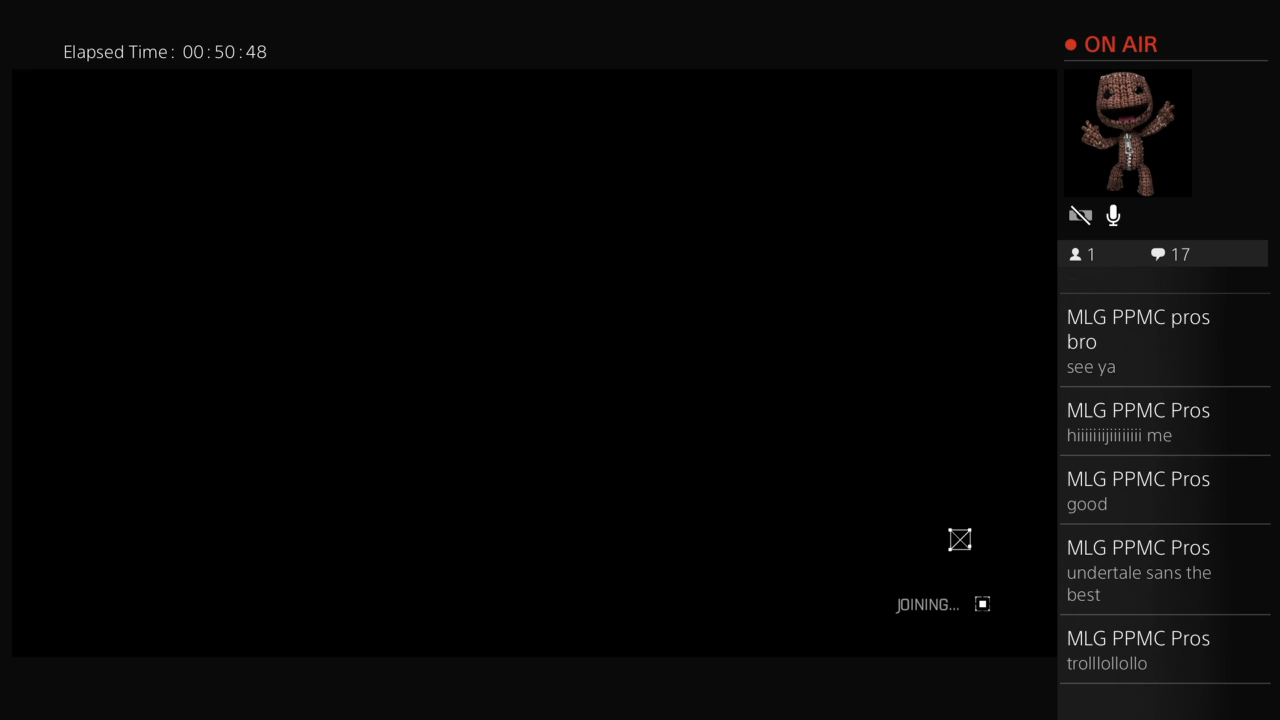 Elapsed Time: 00:50:48
ON AIR
1 17
MLG PPMC pros
bro
see ya
MLG PPMC Pros
hiiiiiiijiiiiiiii me
MLG PPMC Pros
good
MLG PPMC Pros
undertale sans the
best
MLG PPMC Pros
trolllollollo
JOINING...